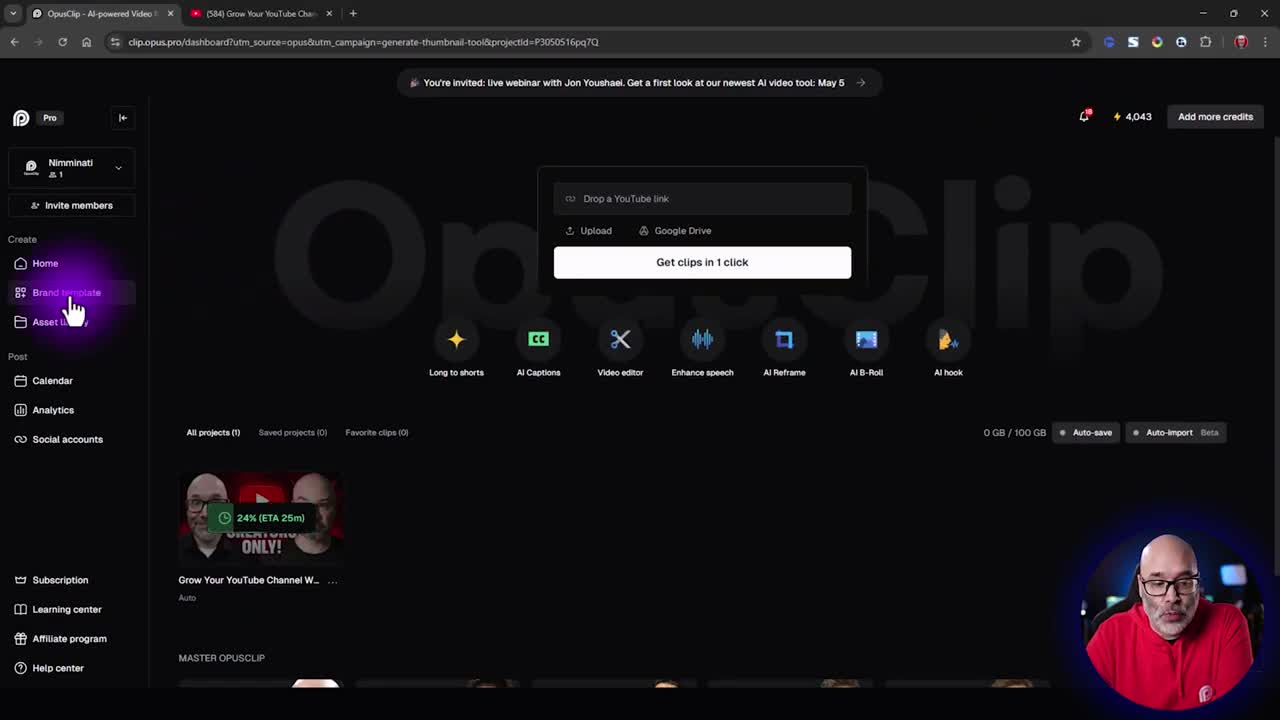 OpusClip - AI-powered Video
(584) Grow Your YouTube Chan
clip.opus.pro/dashboard?utm_source=opus&utm_campaign=generate-thumbnail-tool&projectId=P3050516pq7Q
You're invited: live webinar with Jon Youshaei. Get a first look at our newest AI video tool: May 5
Pro
4,043
Add more credits
Nimminati
1
Invite members
OpusClip
Drop a YouTube link
Upload
Google Drive
Get clips in 1 click
Create
Home
Brand template
Asset
Long to shorts
AI Captions
Video editor
Enhance speech
AI Reframe
AI B-Roll
AI hook
Post
Calendar
Analytics
Social accounts
All projects (1)
Saved projects (0)
Favorite clips (0)
0 GB / 100 GB
Auto-save
Auto-import
Beta
24% (ETA 25m)
ONLY!
Grow Your YouTube Channel W...
...
Auto
Subscription
Learning center
Affiliate program
Help center
MASTER OPUSCLIP